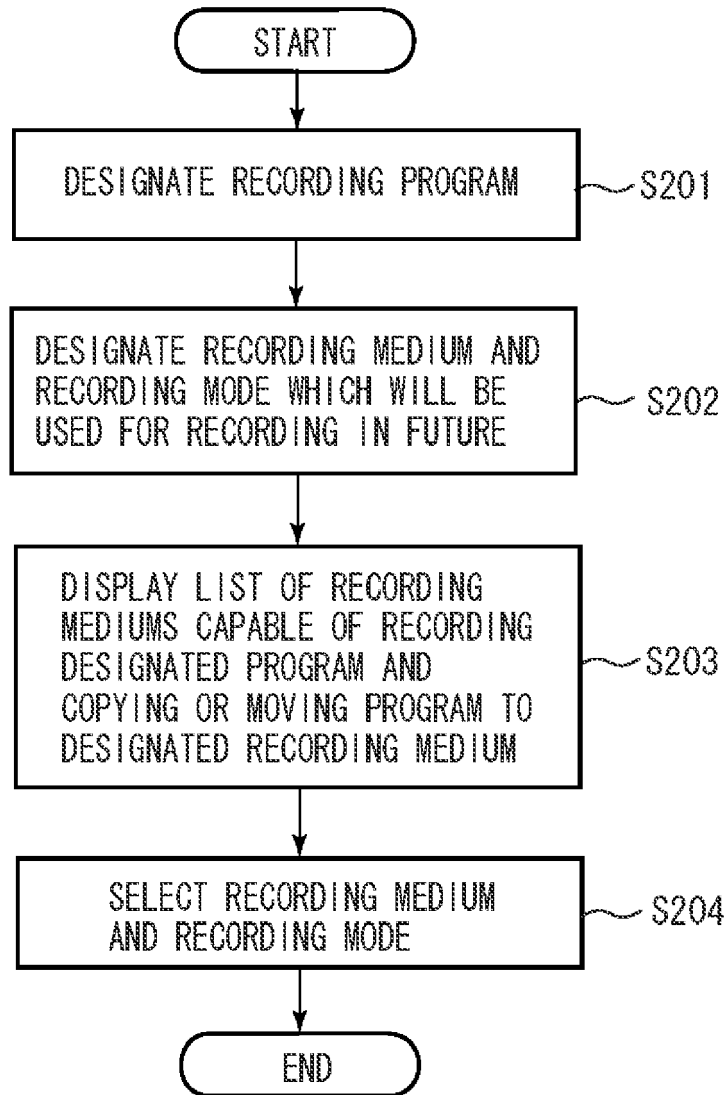 START
DESIGNATE RECORDING PROGRAM
S201
DESIGNATE RECORDING MEDIUM AND
RECORDING MODE WHICH WILL BE
USED FOR RECORDING IN FUTURE
S202
DISPLAY LIST OF RECORDING
MEDIUMS CAPABLE OF RECORDING
DESIGNATED PROGRAM AND
COPYING OR MOVING PROGRAM TO
DESIGNATED RECORDING MEDIUM
S203
SELECT RECORDING MEDIUM
AND RECORDING MODE
S204
END